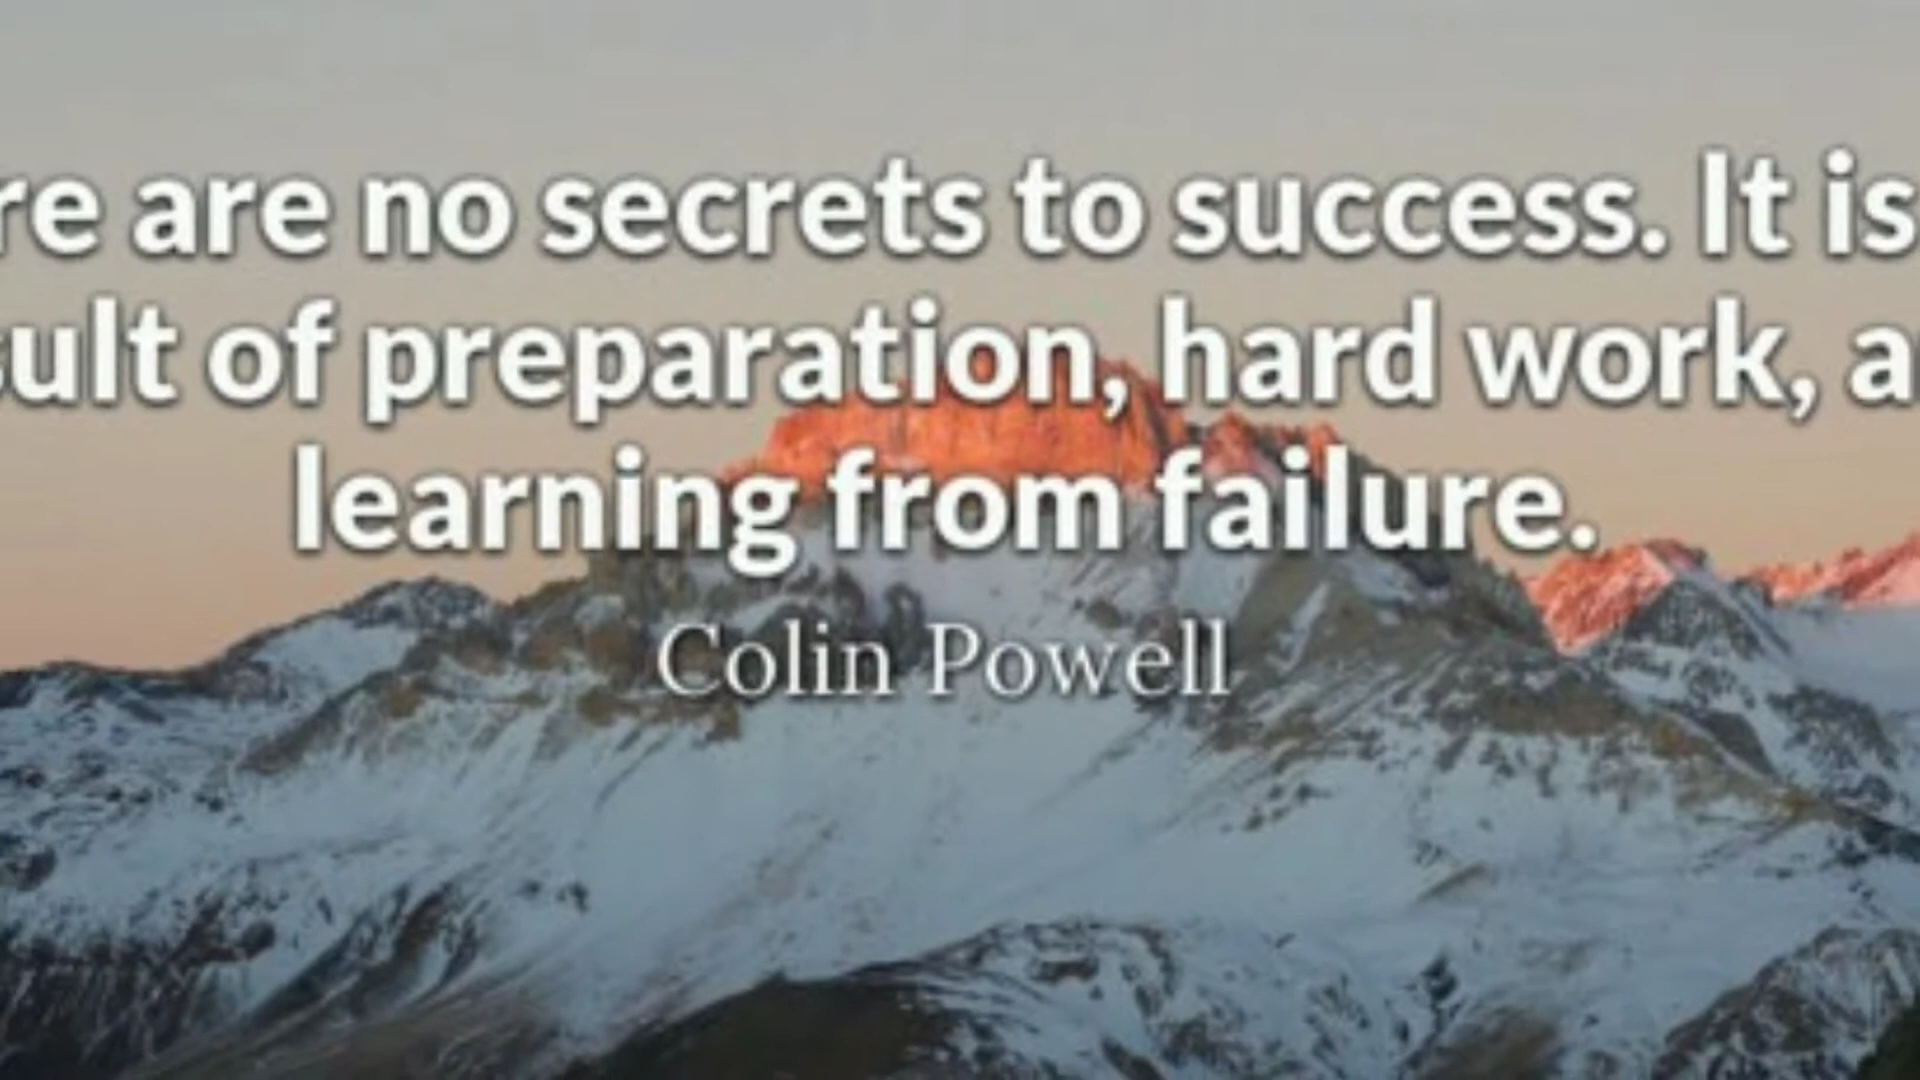 re are no secrets to success. It is
sult of preparation, hard work, a
learning from failure.
Colin Powell